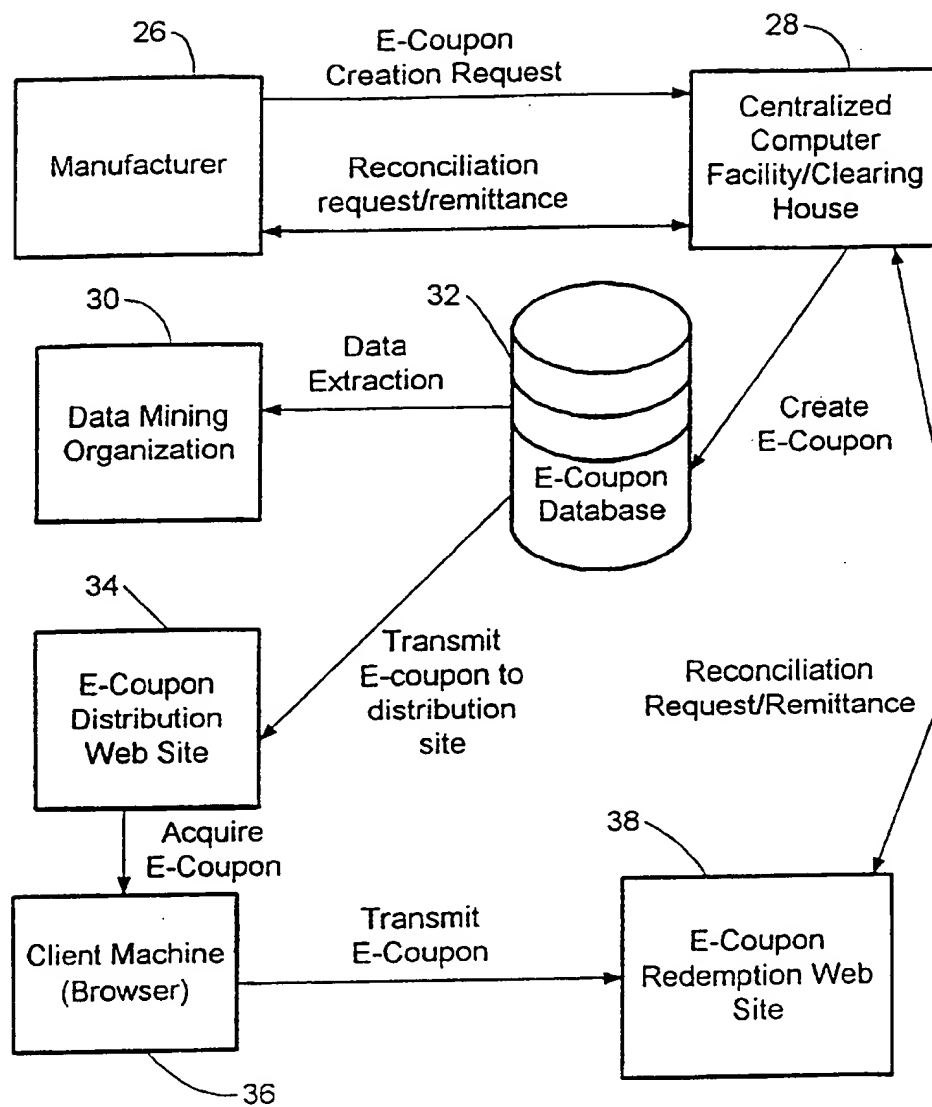 26
E-Coupon
Creation Request
28
Manufacturer
Reconciliation
request/remittance
Centralized
Computer
Facility/Clearing
House
30
32
Data
Extraction
Data Mining
Organization
E-Coupon
Database
Create
E-Coupon
34
E-Coupon
Distribution
Web Site
Transmit
E-coupon to
distribution
site
Reconciliation
Request/Remittance
Acquire
E-Coupon
38
Client Machine
(Browser)
Transmit
E-Coupon
E-Coupon
Redemption Web
Site
36